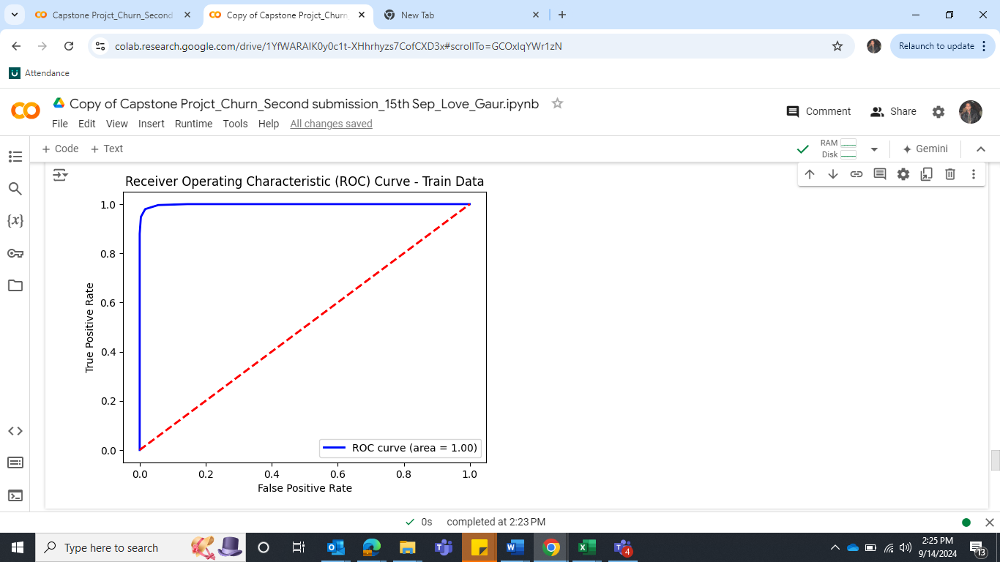 Capstone Projct_Churn_Second
Copy of Capstone Projct_Churn
New Tab
colab.research.google.com/drive/1YfWARAIK0y0c1t-XHhrhyzs7CofCXD3x#scrollTo=GCOxIqYWr1zN
Relaunch to update
Attendance
Copy of Capstone Projct_Churn_Second submission_15th Sep_Love_Gaur.ipynb
Comment
Share
File Edit View Insert Runtime Tools Help All changes saved
+ Code + Text
RAM
Disk
Gemini
{x}
Receiver Operating Characteristic (ROC) Curve - Train Data
1.0
0.8
0.6
0.4
0.2
0.0
True Positive Rate
ROC curve (area = 1.00)
0.0 0.2 0.4 0.6 0.8 1.0
False Positive Rate
0s completed at 2:23 PM
Type here to search
4
2:25 PM
9/14/2024
13